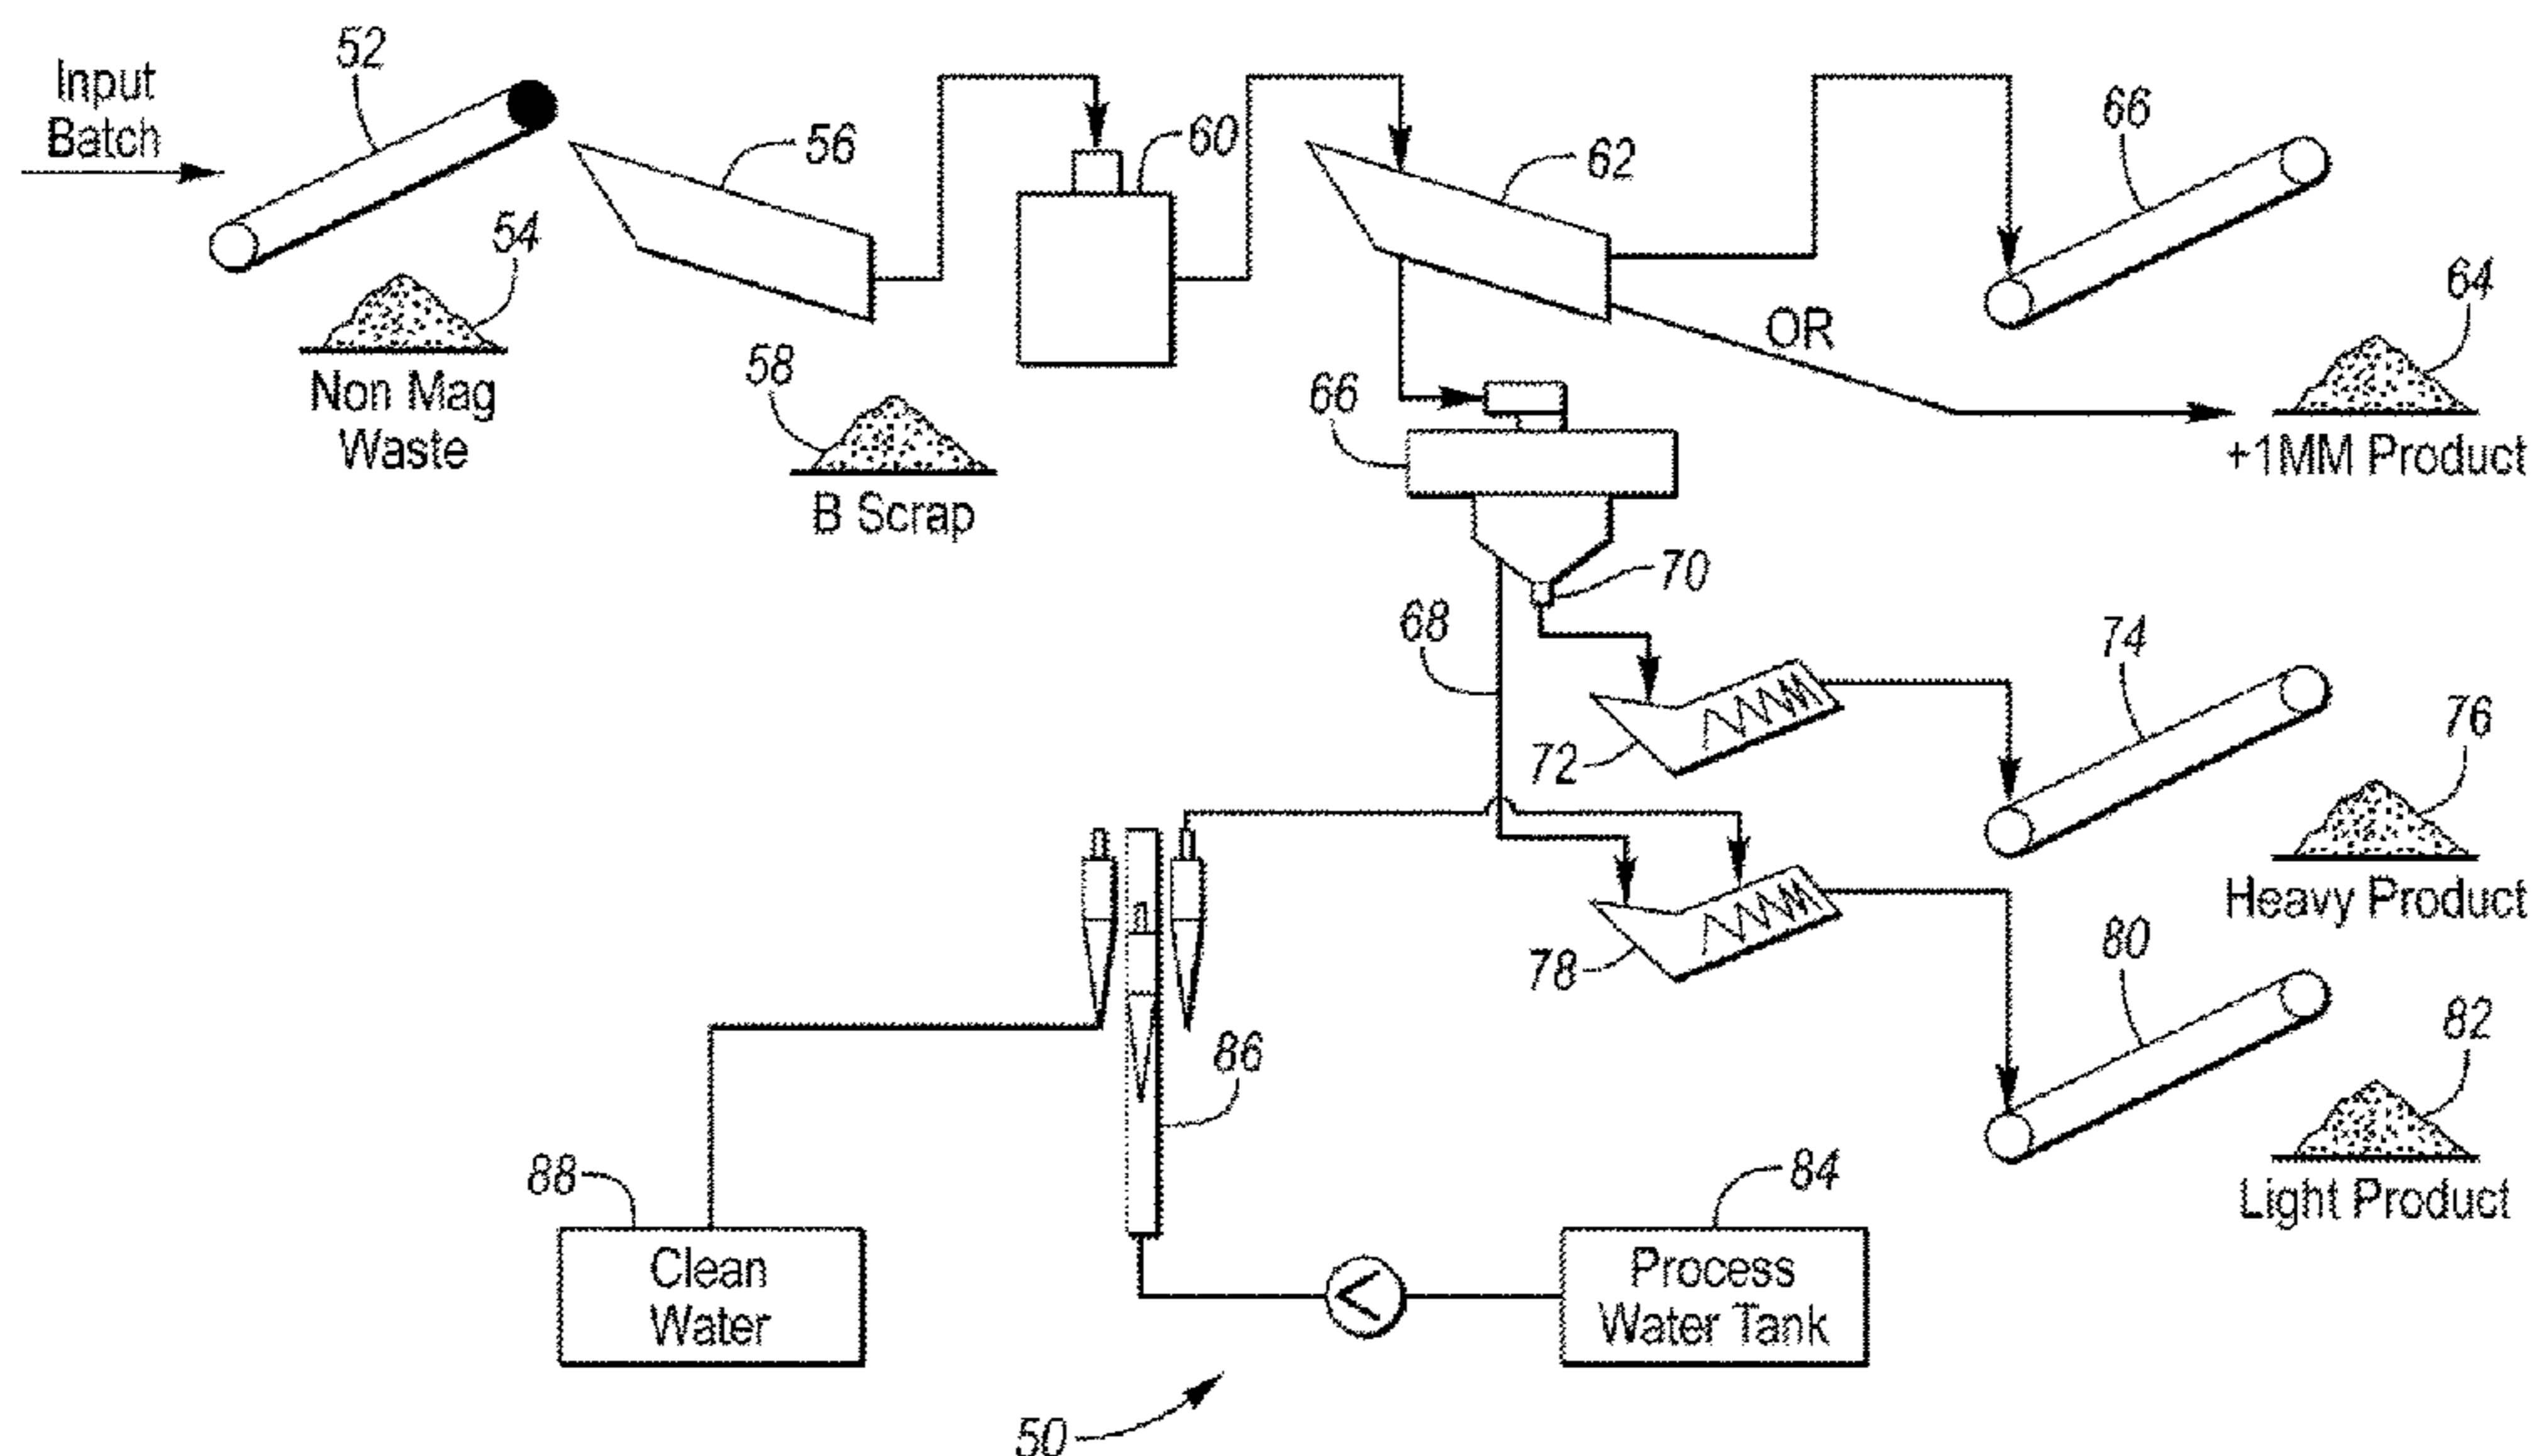 Input
Batch
52
54
Non Mag
Waste
56
58
B Scrap
60
62
66
64
OR
+1MM Product
66
70
68
72
74
76
Heavy Product
78
80
82
Light Product
86
88
Clean
Water
84
Process
Water Tank
50